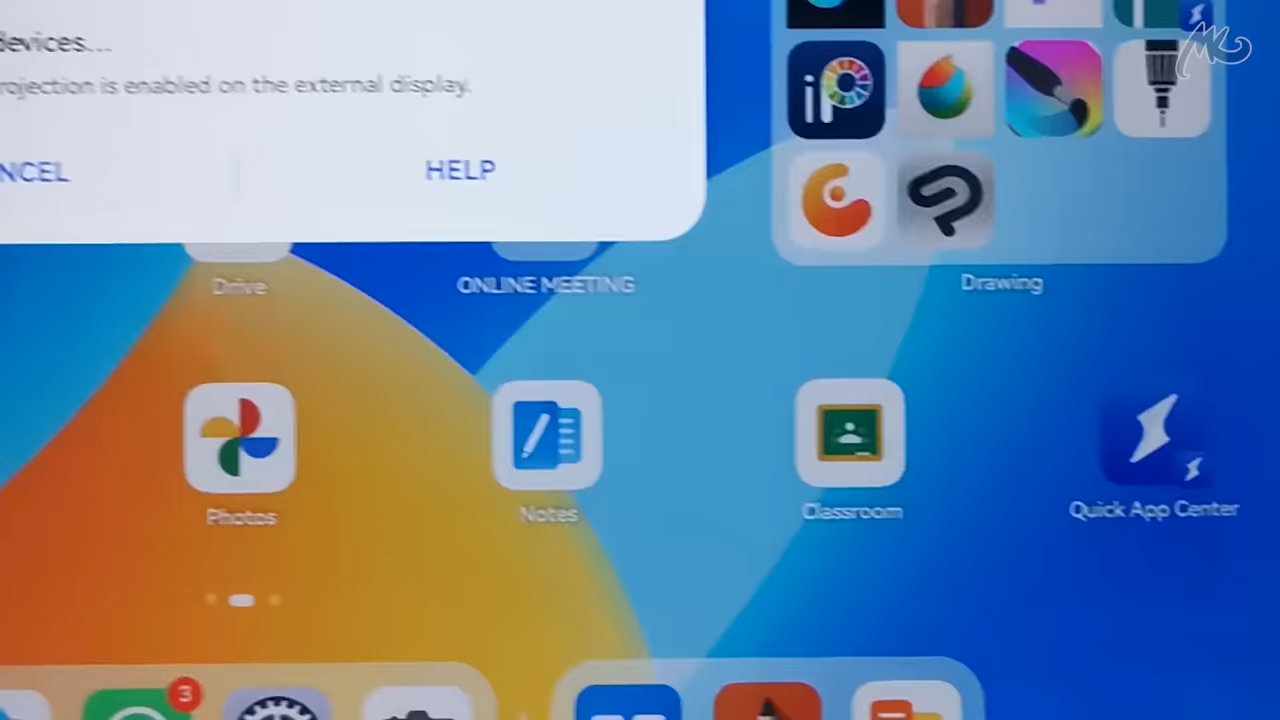 devices...
rojection is enabled on the external display.
NCEL
HELP
Drive
ONLINE MEETING
Drawing
Photos
Notes
Classroom
Quick App Center
3